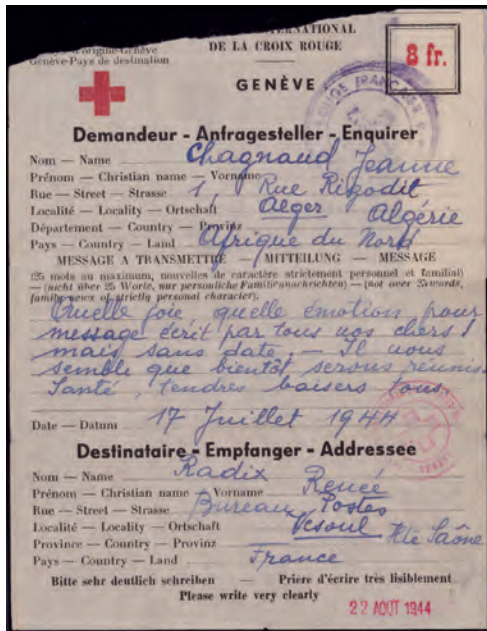 NATIONAL
DE LA CROIX ROUGE
Pays d'origine-Genève
Genève-Pays de destination
8 fr.
GENÈVE
Demandeur - Anfragesteller - Enquirer
Nom — Name Chagnaud
Prénom — Christian name — Vorname Jeanne
Rue — Street — Strasse 1, Rue Rigodit
Localité — Locality — Ortschaft Alger Algérie
Département — Country — Provinz
Pays — Country — Land Afrique du Nord
MESSAGE A TRANSMETTRE — MITTEILUNG — MESSAGE
(25 mots au maximum, nouvelles de caractère strictement personnel et familial)
— (nicht über 25 Worte, nur persönliche Familiennachrichten) — (not over 25 words,
family news of strictly personal character).
Quelle joie, quelle émotion pour
message écrit par tous vos chers !
mais sans date, — Il nous
semble que bientôt serons réunis.
Santé, tendres baisers tous
Date — Datum 17 Juillet 1944
Destinataire - Empfanger - Addressee
Nom — Name Radix
Prénom — Christian name — Vorname Renée
Rue — Street — Strasse Bureau Postes
Localité — Locality — Ortschaft Vesoul
Province — Country — Provinz Hte Saône
Pays — Country — Land France
Bitte sehr deutlich schreiben — Prière d'écrire très lisiblement
Please write very clearly
22 AOUT 1944